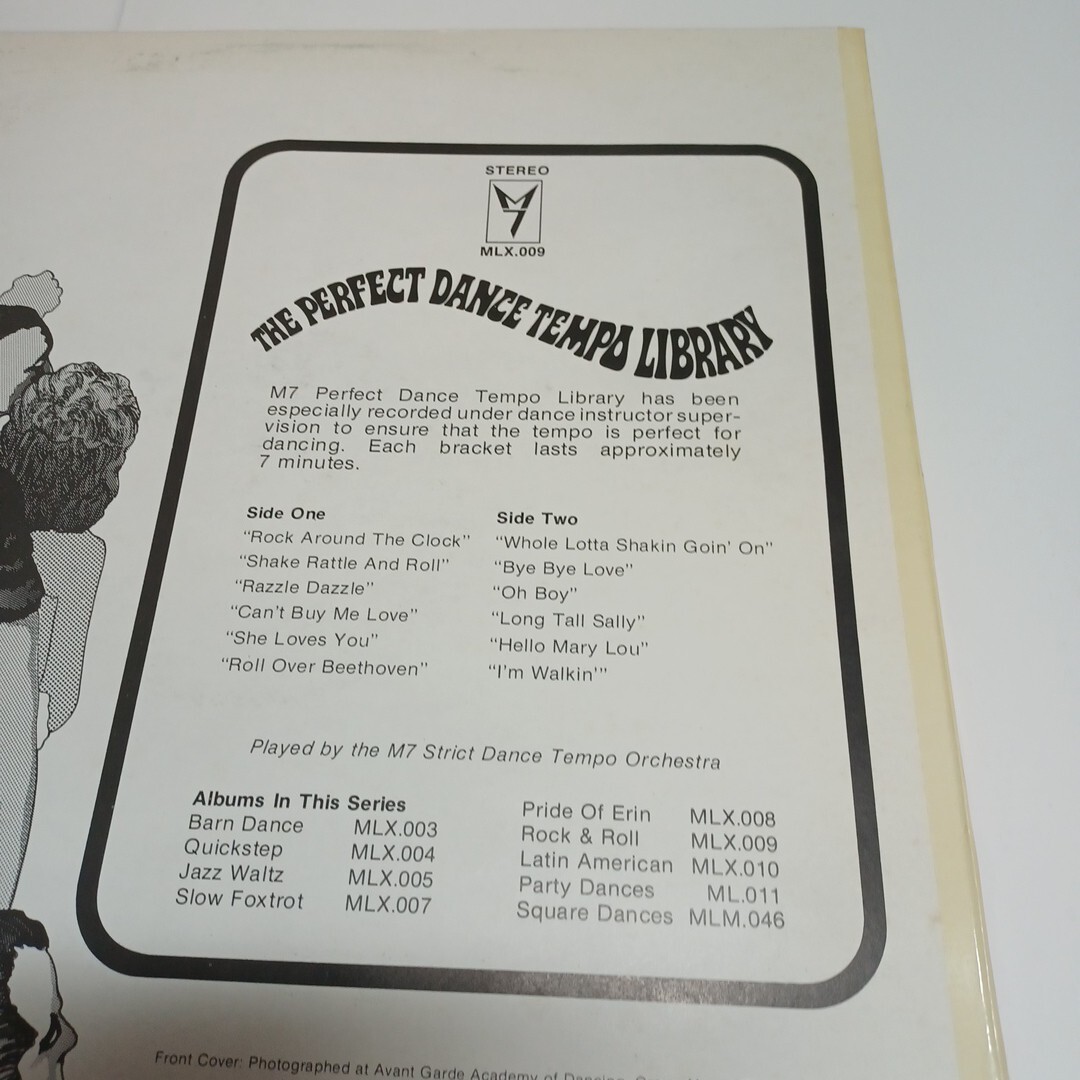 STEREO
M7
MLX.009
THE PERFECT DANCE TEMPO LIBRARY
M7 Perfect Dance Tempo Library has been
especially recorded under dance instructor super-
vision to ensure that the tempo is perfect for
dancing. Each bracket lasts approximately
7 minutes.
Side One
“Rock Around The Clock”
“Shake Rattle And Roll”
“Razzle Dazzle”
“Can’t Buy Me Love”
“She Loves You”
“Roll Over Beethoven”
Side Two
“Whole Lotta Shakin Goin’ On”
“Bye Bye Love”
“Oh Boy”
“Long Tall Sally”
“Hello Mary Lou”
“I’m Walkin’”
Played by the M7 Strict Dance Tempo Orchestra
Albums In This Series
Barn Dance MLX.003
Quickstep MLX.004
Jazz Waltz MLX.005
Slow Foxtrot MLX.007
Pride Of Erin MLX.008
Rock & Roll MLX.009
Latin American MLX.010
Party Dances ML.011
Square Dances MLM.046
Front Cover: Photographed at Avant Garde Academy of Dancing,